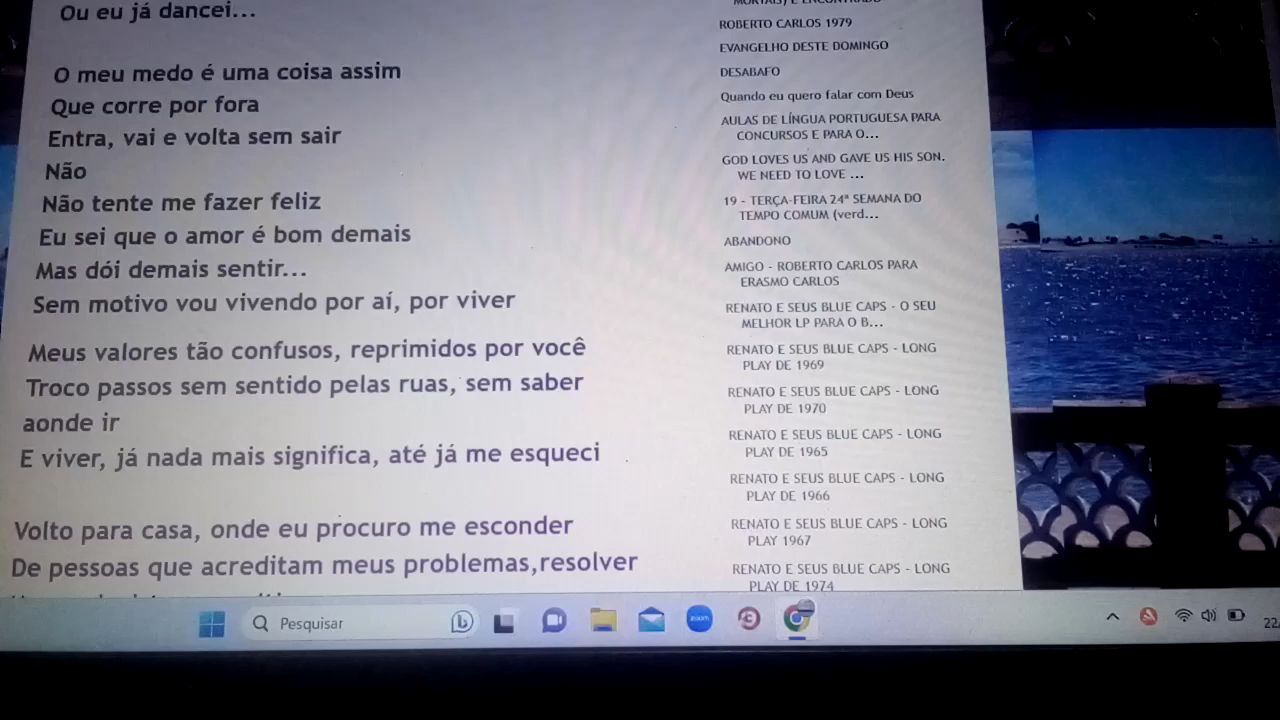 Ou eu já dancei...
O meu medo é uma coisa assim
Que corre por fora
Entra, vai e volta sem sair
Não
Não tente me fazer feliz
Eu sei que o amor é bom demais
Mas dói demais sentir...
Sem motivo vou vivendo por aí, por viver
Meus valores tão confusos, reprimidos por você
Troco passos sem sentido pelas ruas, sem saber
aonde ir
E viver, já nada mais significa, até já me esqueci
Volto para casa, onde eu procuro me esconder
De pessoas que acreditam meus problemas,resolver
ROBERTO CARLOS 1979
EVANGELHO DESTE DOMINGO
DESABAFO
Quando eu quero falar com Deus
AULAS DE LÍNGUA PORTUGUESA PARA
CONCURSOS E PARA O...
GOD LOVES US AND GAVE US HIS SON.
WE NEED TO LOVE ...
19 - TERÇA-FEIRA 24ª SEMANA DO
TEMPO COMUM (verd...
ABANDONO
AMIGO - ROBERTO CARLOS PARA
ERASMO CARLOS
RENATO E SEUS BLUE CAPS - O SEU
MELHOR LP PARA O B...
RENATO E SEUS BLUE CAPS - LONG
PLAY DE 1969
RENATO E SEUS BLUE CAPS - LONG
PLAY DE 1970
RENATO E SEUS BLUE CAPS - LONG
PLAY DE 1965
RENATO E SEUS BLUE CAPS - LONG
PLAY DE 1966
RENATO E SEUS BLUE CAPS - LONG
PLAY 1967
RENATO E SEUS BLUE CAPS - LONG
PLAY DE 1974
Pesquisar
zoom
22